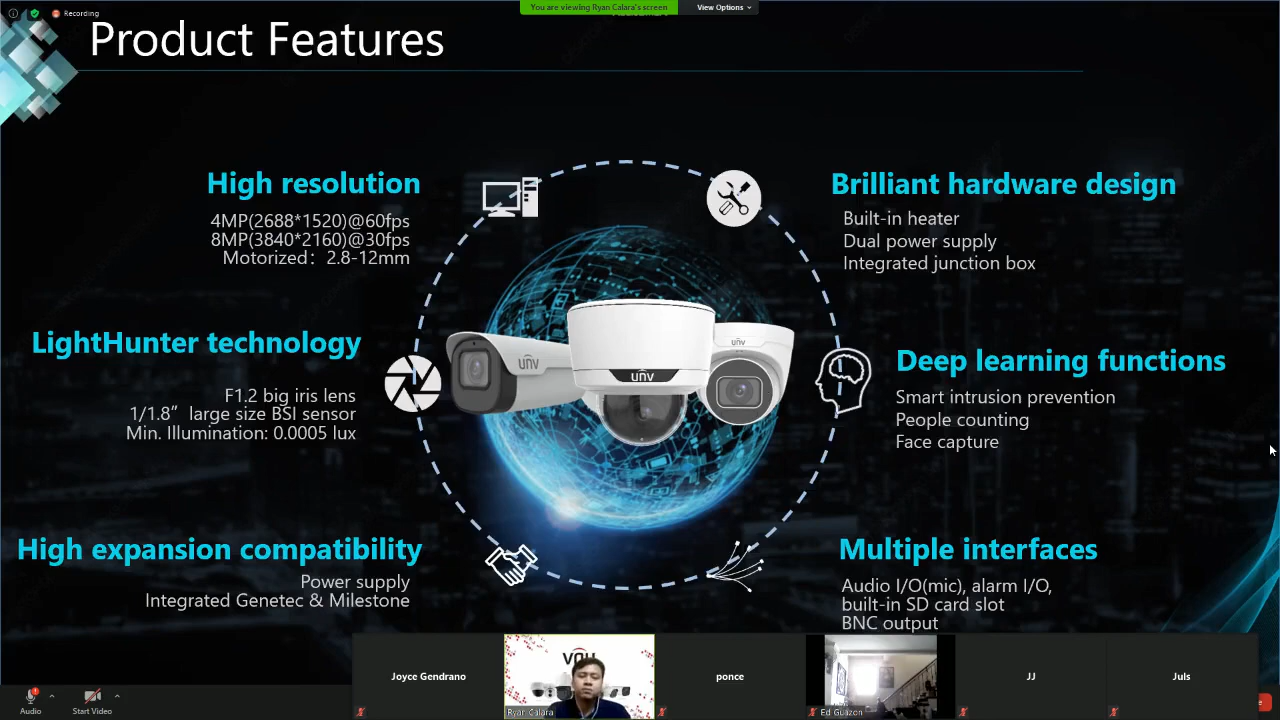 Recording
You are viewing Ryan Calara's screen
View Options
Product Features
High resolution
4MP(2688*1520)@60fps
8MP(3840*2160)@30fps
Motorized：2.8-12mm
Brilliant hardware design
Built-in heater
Dual power supply
Integrated junction box
LightHunter technology
F1.2 big iris lens
1/1.8” large size BSI sensor
Min. Illumination: 0.0005 lux
unv
unv
unv
Deep learning functions
Smart intrusion prevention
People counting
Face capture
High expansion compatibility
Power supply
Integrated Genetec & Milestone
Multiple interfaces
Audio I/O(mic), alarm I/O,
built-in SD card slot
BNC output
Joyce Gendrano
Ryan Calara
ponce
Ed Guazon
JJ
Juls
Audio
Start Video